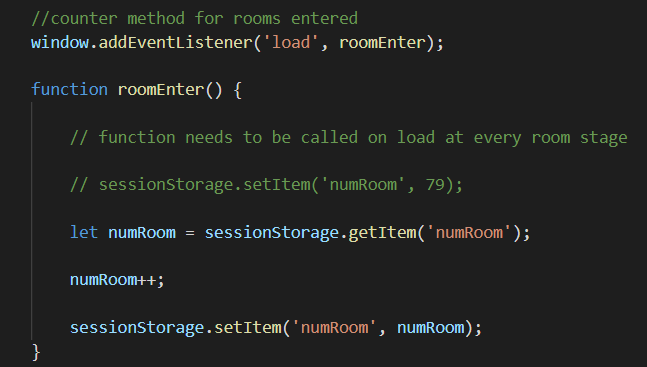 //counter method for rooms entered
window.addEventListener('load', roomEnter);
function roomEnter() {
// function needs to be called on load at every room stage
// sessionStorage.setItem('numRoom', 79);
let numRoom = sessionStorage.getItem('numRoom');
numRoom++;
sessionStorage.setItem('numRoom', numRoom);
}